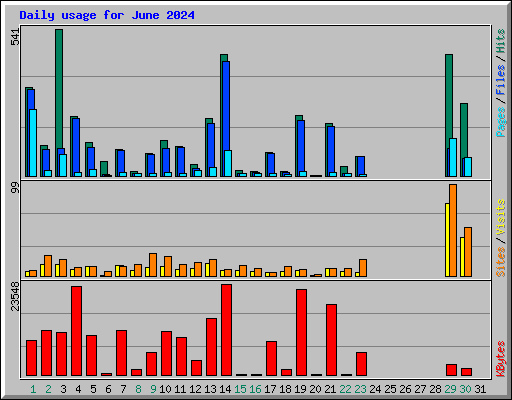 Daily usage for June 2024
541
Pages / Files / Hits
99
Sites / Visits
23548
KBytes
1 2 3 4 5 6 7 8 9 10 11 12 13 14 15 16 17 18 19 20 21 22 23 24 25 26 27 28 29 30 31